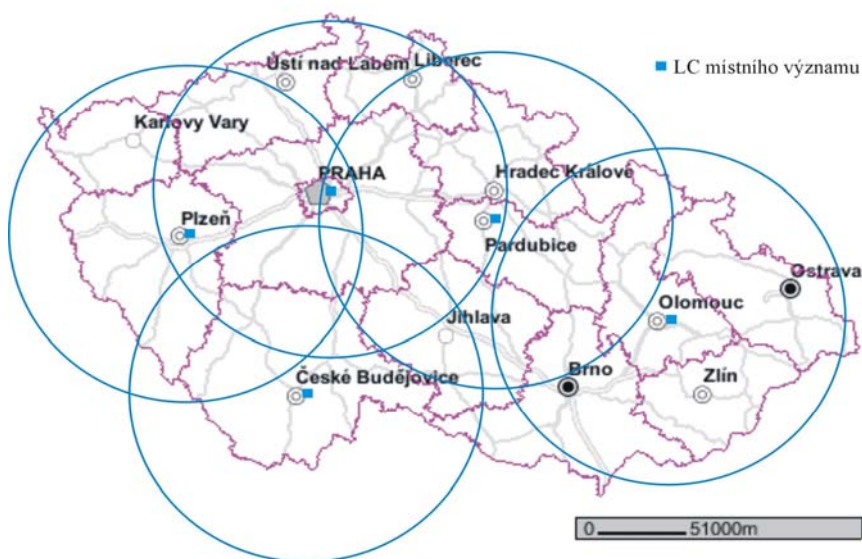 Ústí nad Labem
Liberec
LC místního významu
Karlovy Vary
PRAHA
Hradec Králové
Plzeň
Pardubice
Ostrava
Olomouc
Jihlava
České Budějovice
Brno
Zlín
0 51000m